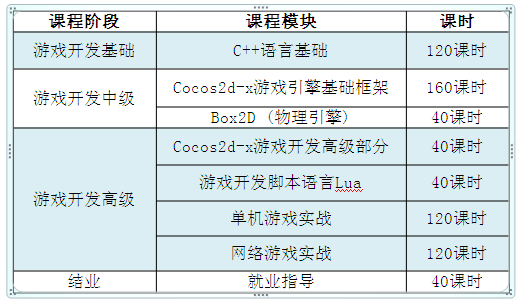 课程阶段 课程模块 课时
游戏开发基础 C++语言基础 120课时
游戏开发中级 Cocos2d-x游戏引擎基础框架 160课时
Box2D (物理引擎) 40课时
游戏开发高级 Cocos2d-x游戏开发高级部分 40课时
游戏开发脚本语言Lua 40课时
单机游戏实战 120课时
网络游戏实战 120课时
结业 就业指导 40课时